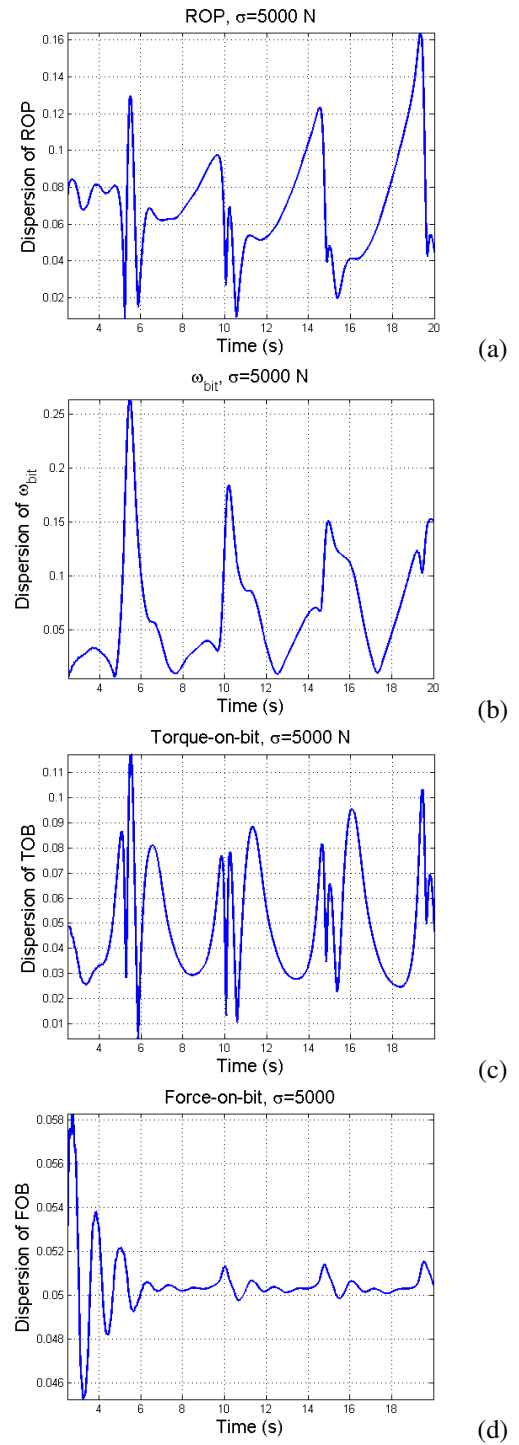 ROP, σ=5000 N
0.16
0.14
0.12
0.1
0.08
0.06
0.04
0.02
Dispersion of ROP
4 6 8 10 12 14 16 18 20
Time (s)
(a)
ω_bit, σ=5000 N
0.25
0.2
0.15
0.1
0.05
Dispersion of ω_bit
4 6 8 10 12 14 16 18 20
Time (s)
(b)
Torque-on-bit, σ=5000 N
0.11
0.1
0.09
0.08
0.07
0.06
0.05
0.04
0.03
0.02
0.01
Dispersion of TOB
4 6 8 10 12 14 16 18
Time (s)
(c)
Force-on-bit, σ=5000
0.058
0.056
0.054
0.052
0.05
0.048
0.046
Dispersion of FOB
4 6 8 10 12 14 16 18
Time (s)
(d)